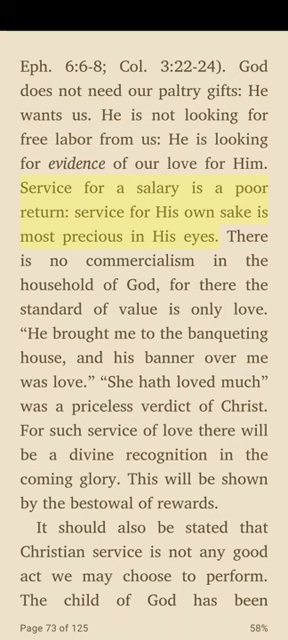 Eph. 6:6-8; Col. 3:22-24). God
does not need our paltry gifts: He
wants us. He is not looking for
free labor from us: He is looking
for evidence of our love for Him.
Service for a salary is a poor
return: service for His own sake is
most precious in His eyes. There
is no commercialism in the
household of God, for there the
standard of value is only love.
“He brought me to the banqueting
house, and his banner over me
was love.” “She hath loved much”
was a priceless verdict of Christ.
For such service of love there will
be a divine recognition in the
coming glory. This will be shown
by the bestowal of rewards.
It should also be stated that
Christian service is not any good
act we may choose to perform.
The child of God has been
Page 73 of 125 58%